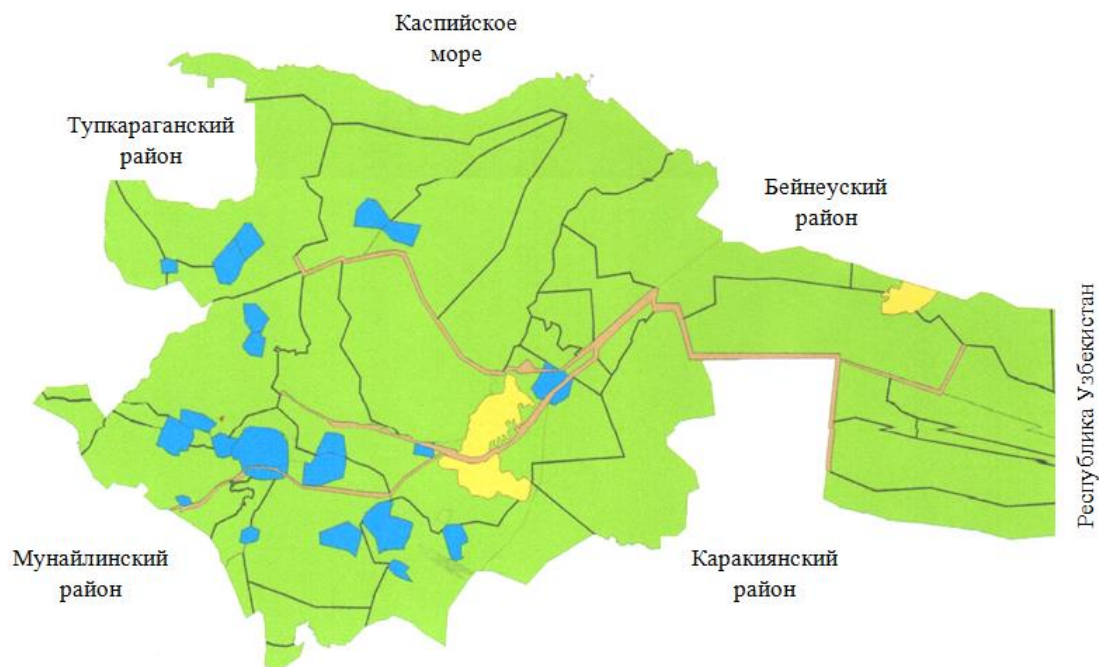 Каспийское
море
Тупкараганский
район
Бейнеуский
район
Республика Узбекистан
Мунайлинский
район
Каракиянский
район